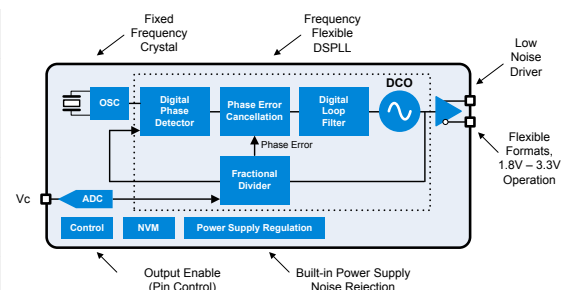 Fixed
Frequency
Crystal
Frequency
Flexible
DSPLL
Low
Noise
Driver
OSC
Digital
Phase
Detector
Phase Error
Cancellation
Digital
Loop
Filter
DCO
Phase Error
Fractional
Divider
Flexible
Formats,
1.8V – 3.3V
Operation
Vc
ADC
Control
NVM
Power Supply Regulation
Output Enable
(Pin Control)
Built-in Power Supply
Noise Rejection